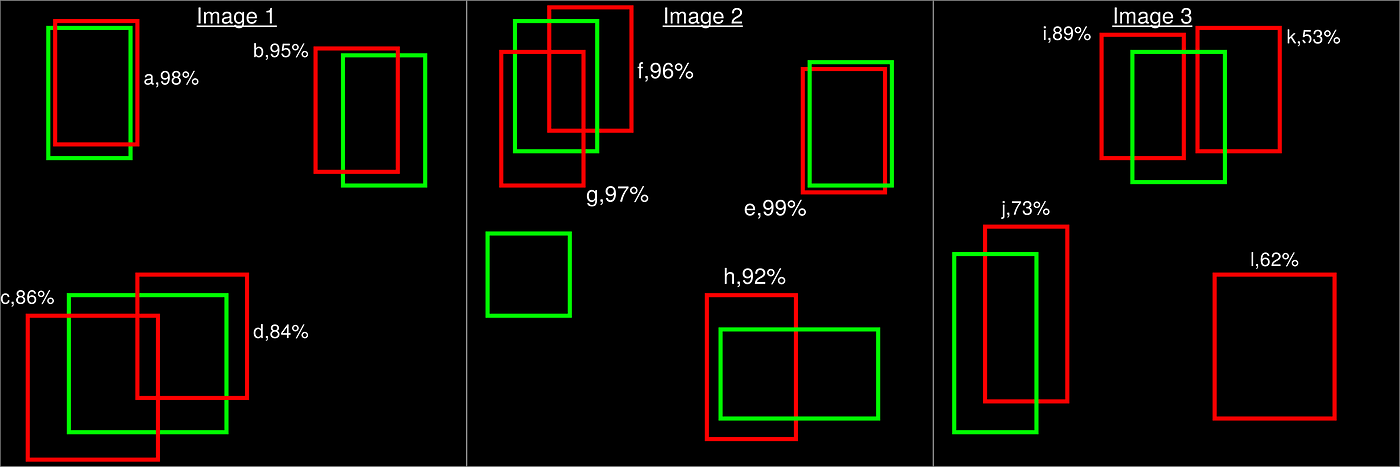 Image 1
a,98%
b,95%
c,86%
d,84%
Image 2
f,96%
g,97%
e,99%
h,92%
Image 3
i,89%
k,53%
j,73%
l,62%